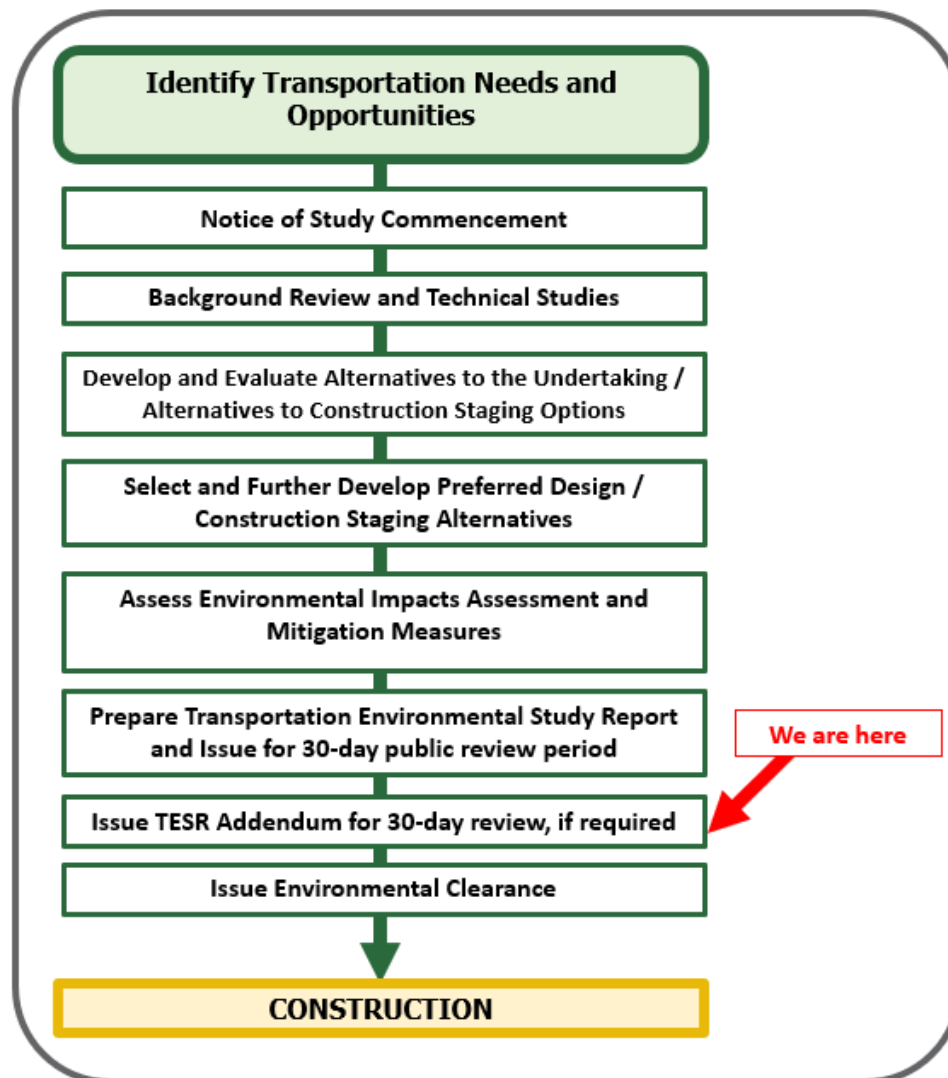 Identify Transportation Needs and
Opportunities
Notice of Study Commencement
Background Review and Technical Studies
Develop and Evaluate Alternatives to the Undertaking /
Alternatives to Construction Staging Options
Select and Further Develop Preferred Design /
Construction Staging Alternatives
Assess Environmental Impacts Assessment and
Mitigation Measures
Prepare Transportation Environmental Study Report
and Issue for 30-day public review period
We are here
Issue TESR Addendum for 30-day review, if required
Issue Environmental Clearance
CONSTRUCTION